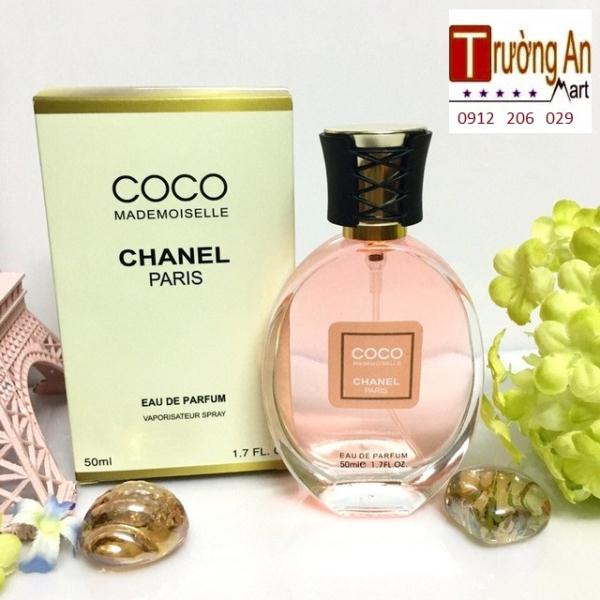 Trường An
Mart
0912 206 029
COCO
MADEMOISELLE
CHANEL
PARIS
EAU DE PARFUM
VAPORISATEUR SPRAY
50ml
1.7 FL.
COCO
MADEMOISELLE
CHANEL
PARIS
EAU DE PARFUM
50ml 1.7FL.OZ.